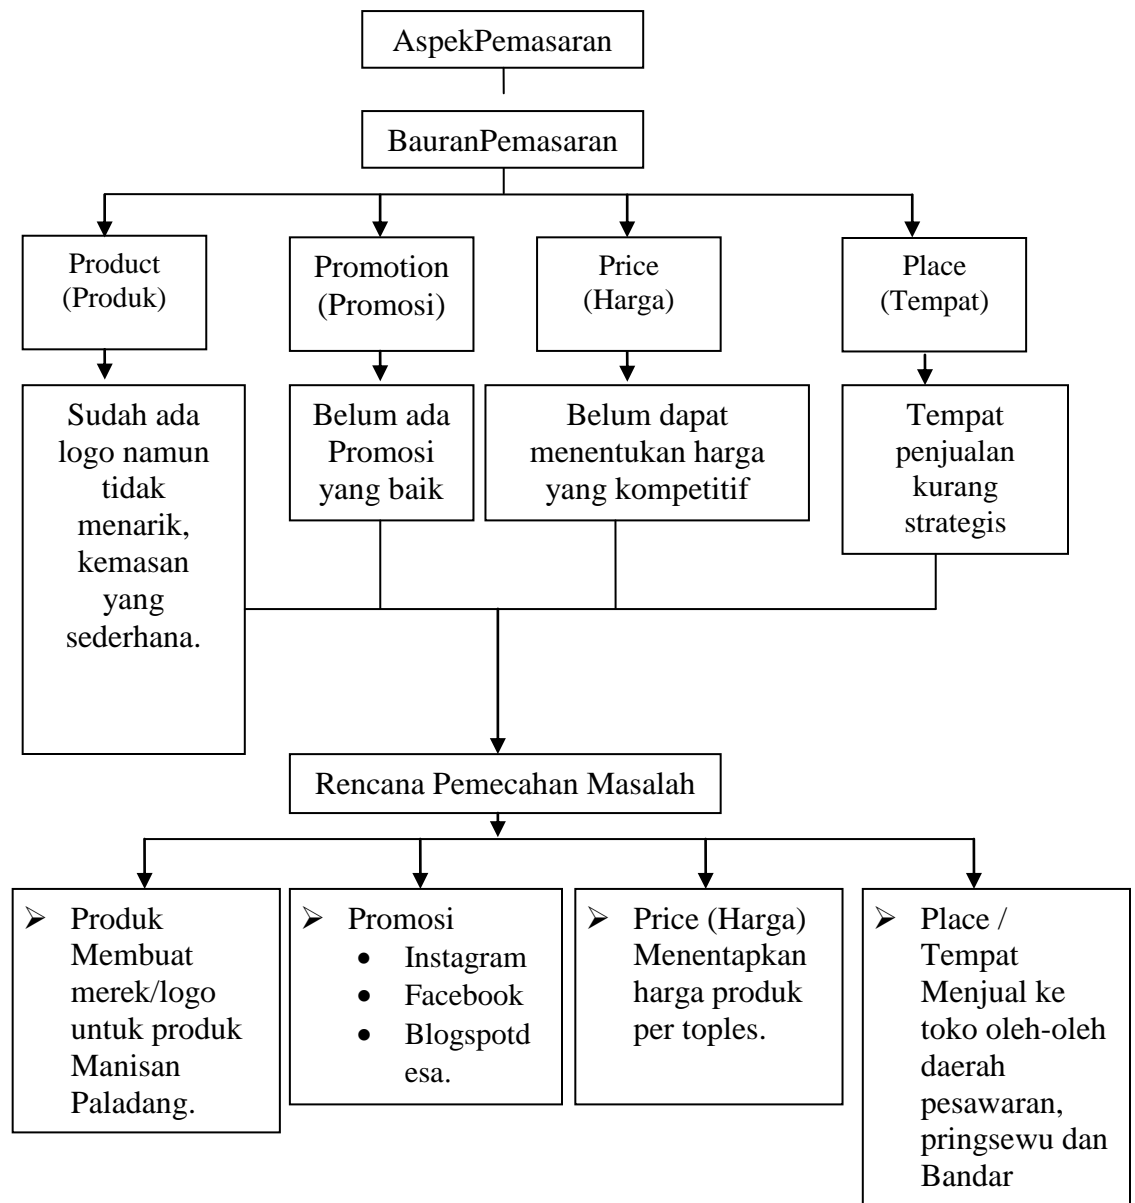 AspekPemasaran
BauranPemasaran
Product
(Produk)
Promotion
(Promosi)
Price
(Harga)
Place
(Tempat)
Sudah ada
logo namun
tidak
menarik,
kemasan
yang
sederhana.
Belum ada
Promosi
yang baik
Belum dapat
menentukan harga
yang kompetitif
Tempat
penjualan
kurang
strategis
Rencana Pemecahan Masalah
➢ Produk
Membuat
merek/logo
untuk produk
Manisan
Paladang.
➢ Promosi
• Instagram
• Facebook
• Blogspotd
esa.
➢ Price (Harga)
Menentapkan
harga produk
per toples.
➢ Place /
Tempat
Menjual ke
toko oleh-oleh
daerah
pesawaran,
pringsewu dan
Bandar